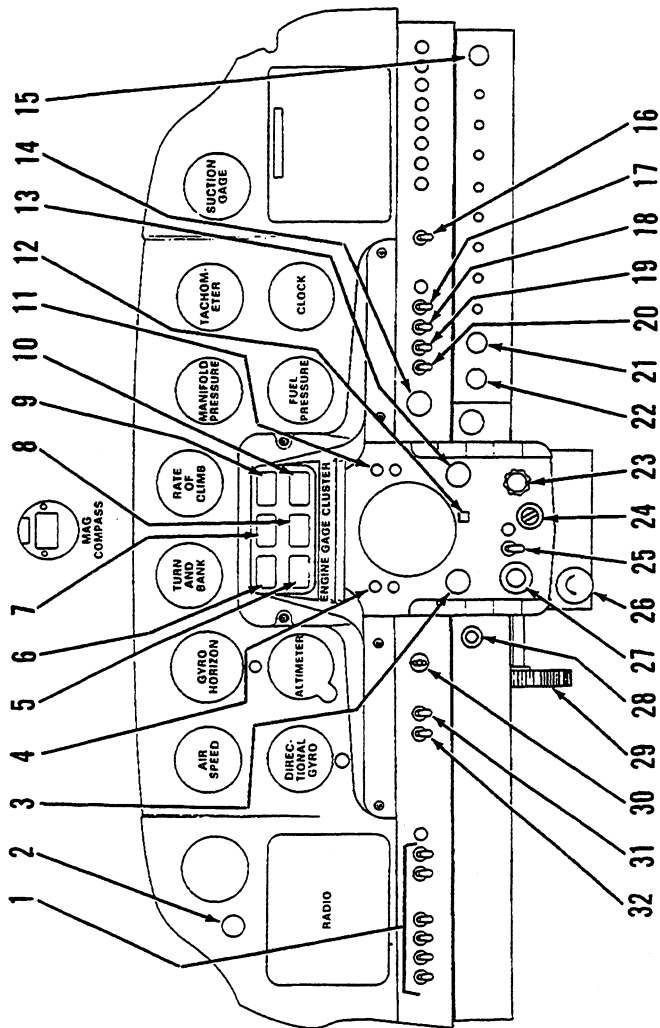 1
2
3
4
5
6
7
8
9
10
11
12
13
14
15
MAG
COMPASS
AIR
SPEED
GYRO
HORIZON
TURN
AND
BANK
RATE
OF
CLIMB
MANIFOLD
PRESSURE
TACHOM-
ETER
SUCTION
GAGE
RADIO
DIREC-
TIONAL
GYRO
ALTIMETER
ENGINE GAGE CLUSTER
FUEL
PRESSURE
CLOCK
32
31
30
29
28
27
26
25
24
23
22
21
20
19
18
17
16